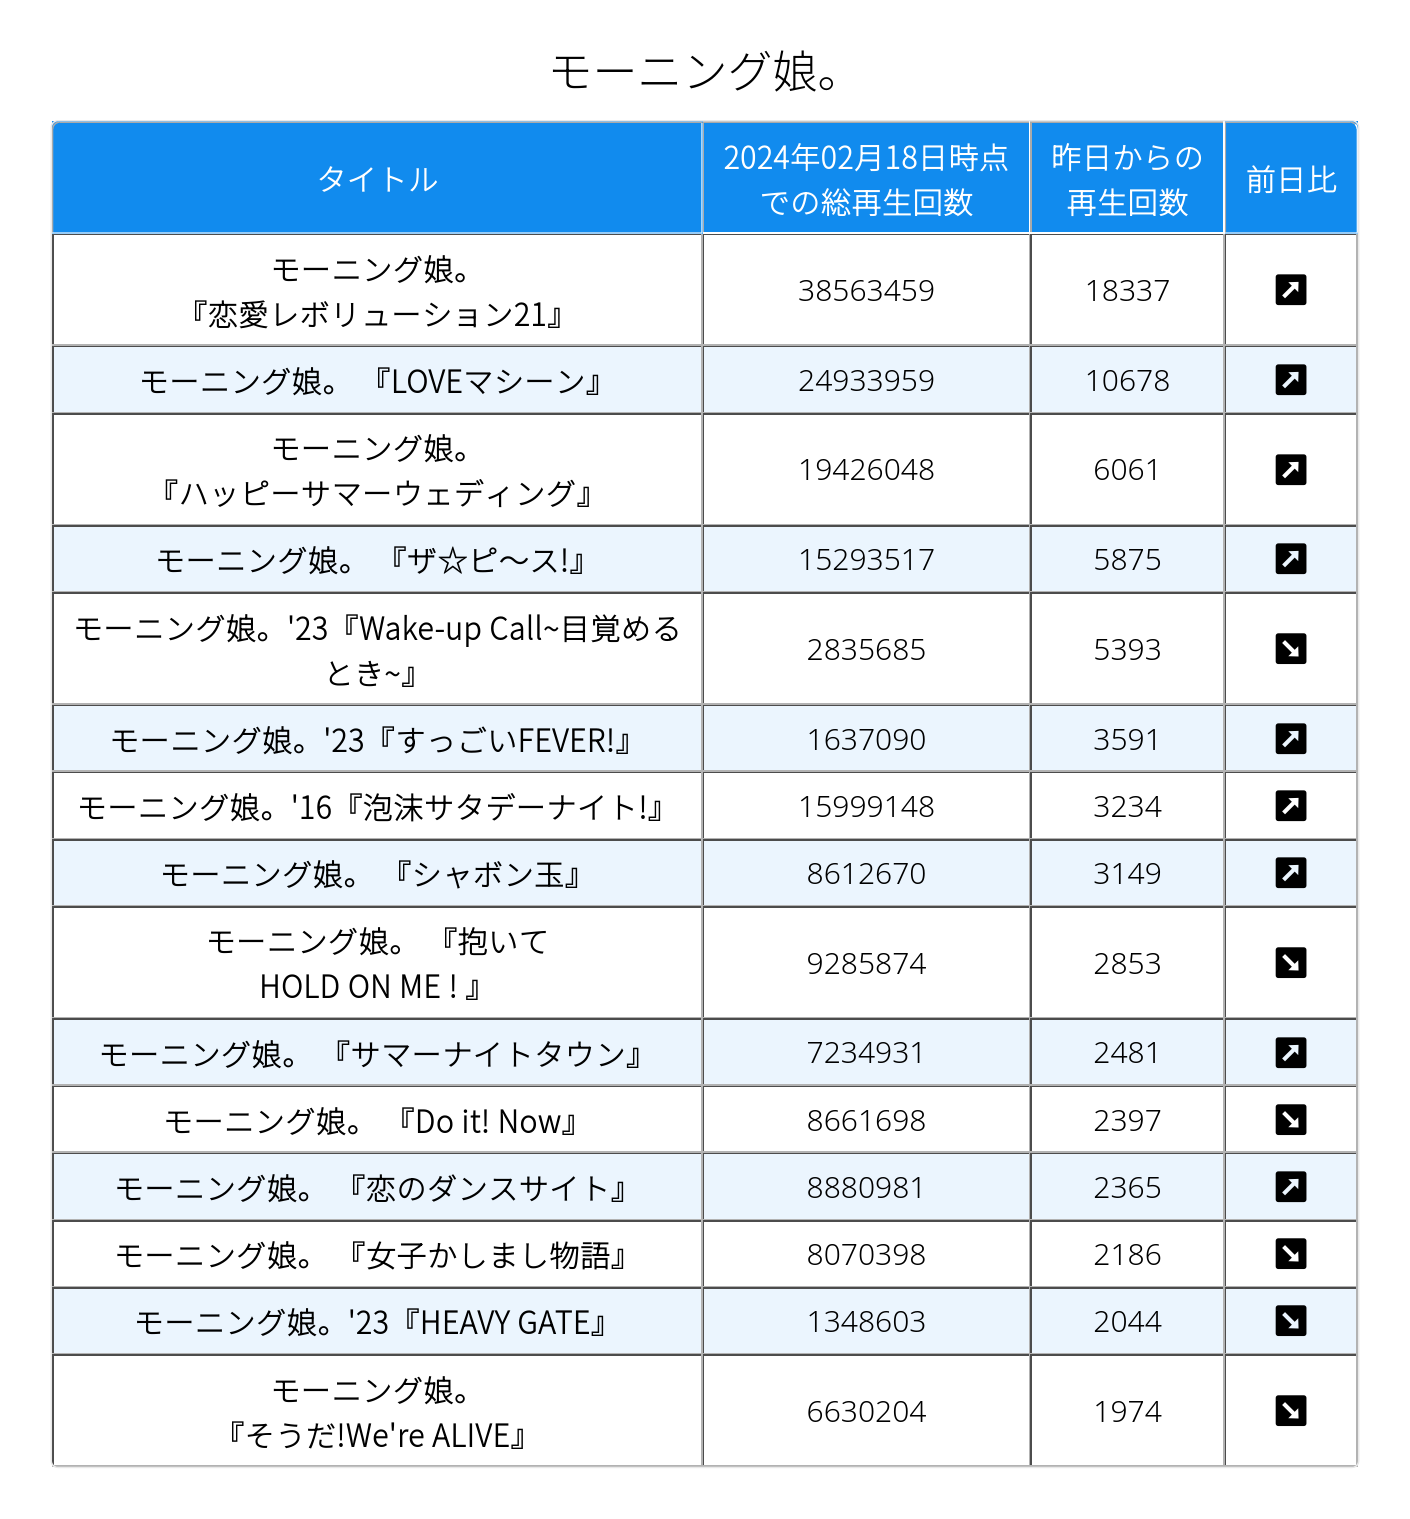 モーニング娘。
タイトル
2024年02月18日時点
での総再生回数
昨日からの
再生回数
前日比
モーニング娘。
『恋愛レボリューション21』
38563459
18337
モーニング娘。 『LOVEマシーン』
24933959
10678
モーニング娘。
『ハッピーサマーウェディング』
19426048
6061
モーニング娘。 『ザ☆ピ～ス!』
15293517
5875
モーニング娘。'23『Wake-up Call~目覚める
とき~』
2835685
5393
モーニング娘。'23『すっごいFEVER!』
1637090
3591
モーニング娘。'16『泡沫サタデーナイト!』
15999148
3234
モーニング娘。 『シャボン玉』
8612670
3149
モーニング娘。 『抱いて
HOLD ON ME ! 』
9285874
2853
モーニング娘。 『サマーナイトタウン』
7234931
2481
モーニング娘。 『Do it! Now』
8661698
2397
モーニング娘。 『恋のダンスサイト』
8880981
2365
モーニング娘。 『女子かしまし物語』
8070398
2186
モーニング娘。'23『HEAVY GATE』
1348603
2044
モーニング娘。
『そうだ!We're ALIVE』
6630204
1974